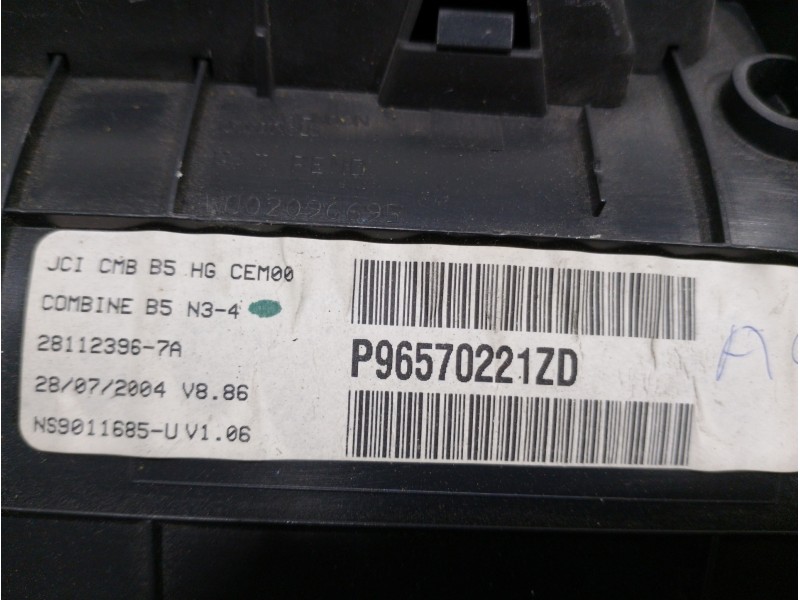 W002096695
JCI CMB B5 HG CEM00
COMBINE B5 N3-4
28112396-7A
28/07/2004 V8.86
NS9011685-U V1.06
P96570221ZD
A